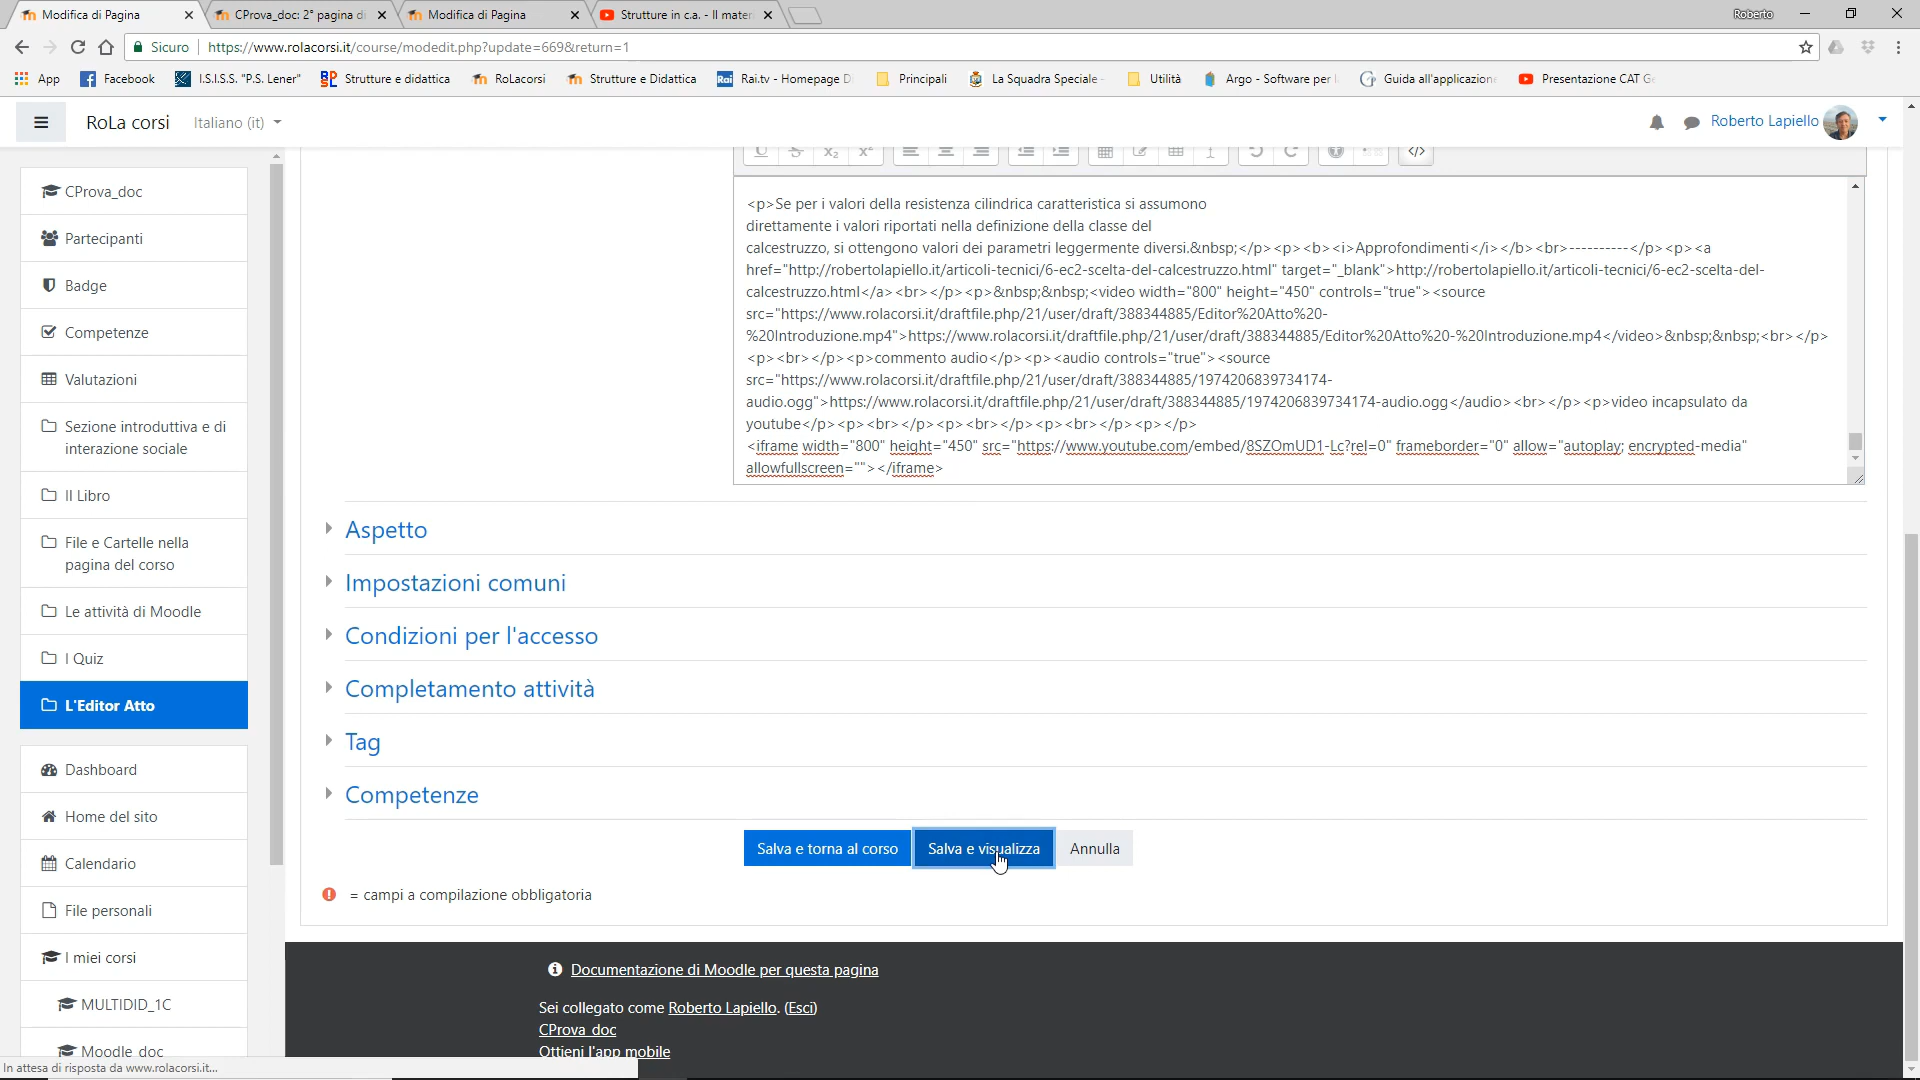 Modifica di Pagina
CProva_doc: 2° pagina di
Modifica di Pagina
Strutture in c.a. - Il mater
Roberto
Sicuro
https://www.rolacorsi.it/course/modedit.php?update=669&return=1
App
Facebook
I.S.I.S.S. "P.S. Lener"
Strutture e didattica
RoLacorsi
Strutture e Didattica
Rai.tv - Homepage
Principali
La Squadra Speciale
Utilità
Argo - Software per
Guida all'applicazion
Presentazione CAT G
RoLa corsi
Italiano (it)
Roberto Lapiello
CProva_doc
Partecipanti
Badge
Competenze
Valutazioni
Sezione introduttiva e di
interazione sociale
Il Libro
File e Cartelle nella
pagina del corso
Le attività di Moodle
I Quiz
L'Editor Atto
Dashboard
Home del sito
Calendario
File personali
I miei corsi
MULTIDID_1C
Moodle_doc
In attesa di risposta da www.rolacorsi.it...
<p>Se per i valori della resistenza cilindrica caratteristica si assumono
direttamente i valori riportati nella definizione della classe del
calcestruzzo, si ottengono valori dei parametri leggermente diversi.&nbsp;</p><p><b><i>Approfondimenti</i></b><br>----------</p><p><a
href="http://robertolapiello.it/articoli-tecnici/6-ec2-scelta-del-calcestruzzo.html" target="_blank">http://robertolapiello.it/articoli-tecnici/6-ec2-scelta-del-
calcestruzzo.html</a><br></p><p>&nbsp;&nbsp;<video width="800" height="450" controls="true"><source
src="https://www.rolacorsi.it/draftfile.php/21/user/draft/388344885/Editor%20Atto%20-
%20Introduzione.mp4">https://www.rolacorsi.it/draftfile.php/21/user/draft/388344885/Editor%20Atto%20-%20Introduzione.mp4</video>&nbsp;&nbsp;<br></p>
<p><br></p><p>commento audio</p><p><audio controls="true"><source
src="https://www.rolacorsi.it/draftfile.php/21/user/draft/388344885/1974206839734174-
audio.ogg">https://www.rolacorsi.it/draftfile.php/21/user/draft/388344885/1974206839734174-audio.ogg</audio><br></p><p>video incapsulato da
youtube</p><p><br></p><p><br></p><p><br></p><p></p>
<iframe width="800" height="450" src="https://www.youtube.com/embed/8SZOmUD1-Lc?rel=0" frameborder="0" allow="autoplay; encrypted-media"
allowfullscreen=""></iframe>
Aspetto
Impostazioni comuni
Condizioni per l'accesso
Completamento attività
Tag
Competenze
Salva e torna al corso
Salva e visualizza
Annulla
= campi a compilazione obbligatoria
Documentazione di Moodle per questa pagina
Sei collegato come Roberto Lapiello. (Esci)
CProva_doc
Ottieni l'app mobile